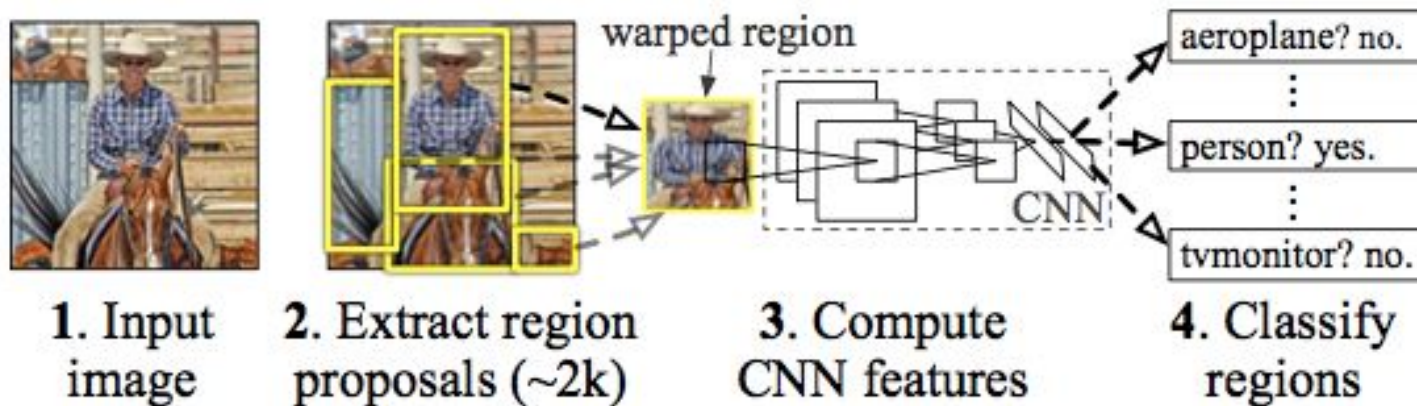 warped region
aeroplane? no.
person? yes.
CNN
tvmonitor? no.
1. Input
image
2. Extract region
proposals (~2k)
3. Compute
CNN features
4. Classify
regions